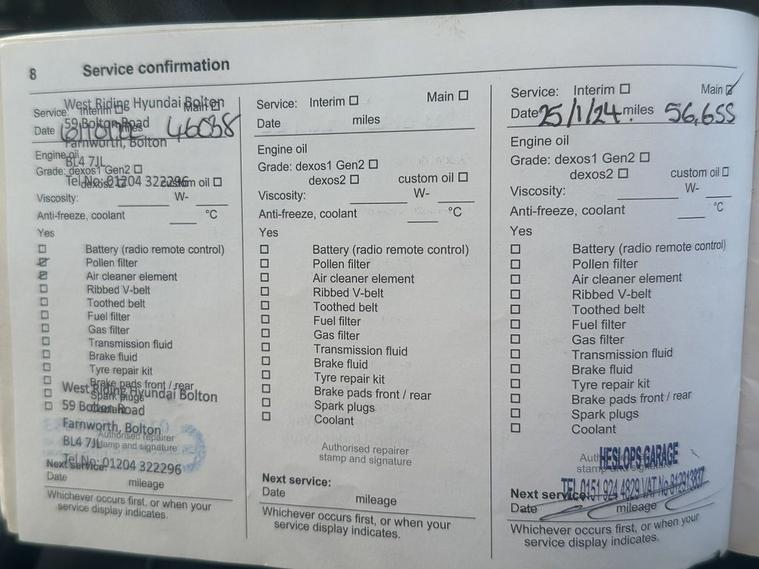 8 Service confirmation
West Riding Hyundai Bolton
Service: Interim Main
59 Bolton Road
Date miles 46038
Farnworth, Bolton
Engine oil
BL4 7JL
Grade: dexos1 Gen2
Tel No: 01204 322296
dexos2 custom oil
Viscosity: W-
Anti-freeze, coolant °C
Yes
Battery (radio remote control)
Pollen filter
Air cleaner element
Ribbed V-belt
Toothed belt
Fuel filter
Gas filter
Transmission fluid
Brake fluid
Tyre repair kit
Brake pads front / rear
West Riding Hyundai Bolton
Spark plugs
59 Bolton Road
Coolant
Farnworth, Bolton
Authorised repairer
BL4 7JL
stamp and signature
Tel No: 01204 322296
Next service:
Date mileage
Whichever occurs first, or when your
service display indicates.
Service: Interim Main
Date miles
Engine oil
Grade: dexos1 Gen2
dexos2 custom oil
Viscosity: W-
Anti-freeze, coolant °C
Yes
Battery (radio remote control)
Pollen filter
Air cleaner element
Ribbed V-belt
Toothed belt
Fuel filter
Gas filter
Transmission fluid
Brake fluid
Tyre repair kit
Brake pads front / rear
Spark plugs
Coolant
Authorised repairer
stamp and signature
Next service:
Date mileage
Whichever occurs first, or when your
service display indicates.
Service: Interim Main
Date 25/1/24 miles 56,655
Engine oil
Grade: dexos1 Gen2
dexos2 custom oil
Viscosity: W-
Anti-freeze, coolant °C
Yes
Battery (radio remote control)
Pollen filter
Air cleaner element
Ribbed V-belt
Toothed belt
Fuel filter
Gas filter
Transmission fluid
Brake fluid
Tyre repair kit
Brake pads front / rear
Spark plugs
Coolant
HESLOPS GARAGE
TEL 0151 924 4829 VAT No
Next service:
Date mileage
Whichever occurs first, or when your
service display indicates.